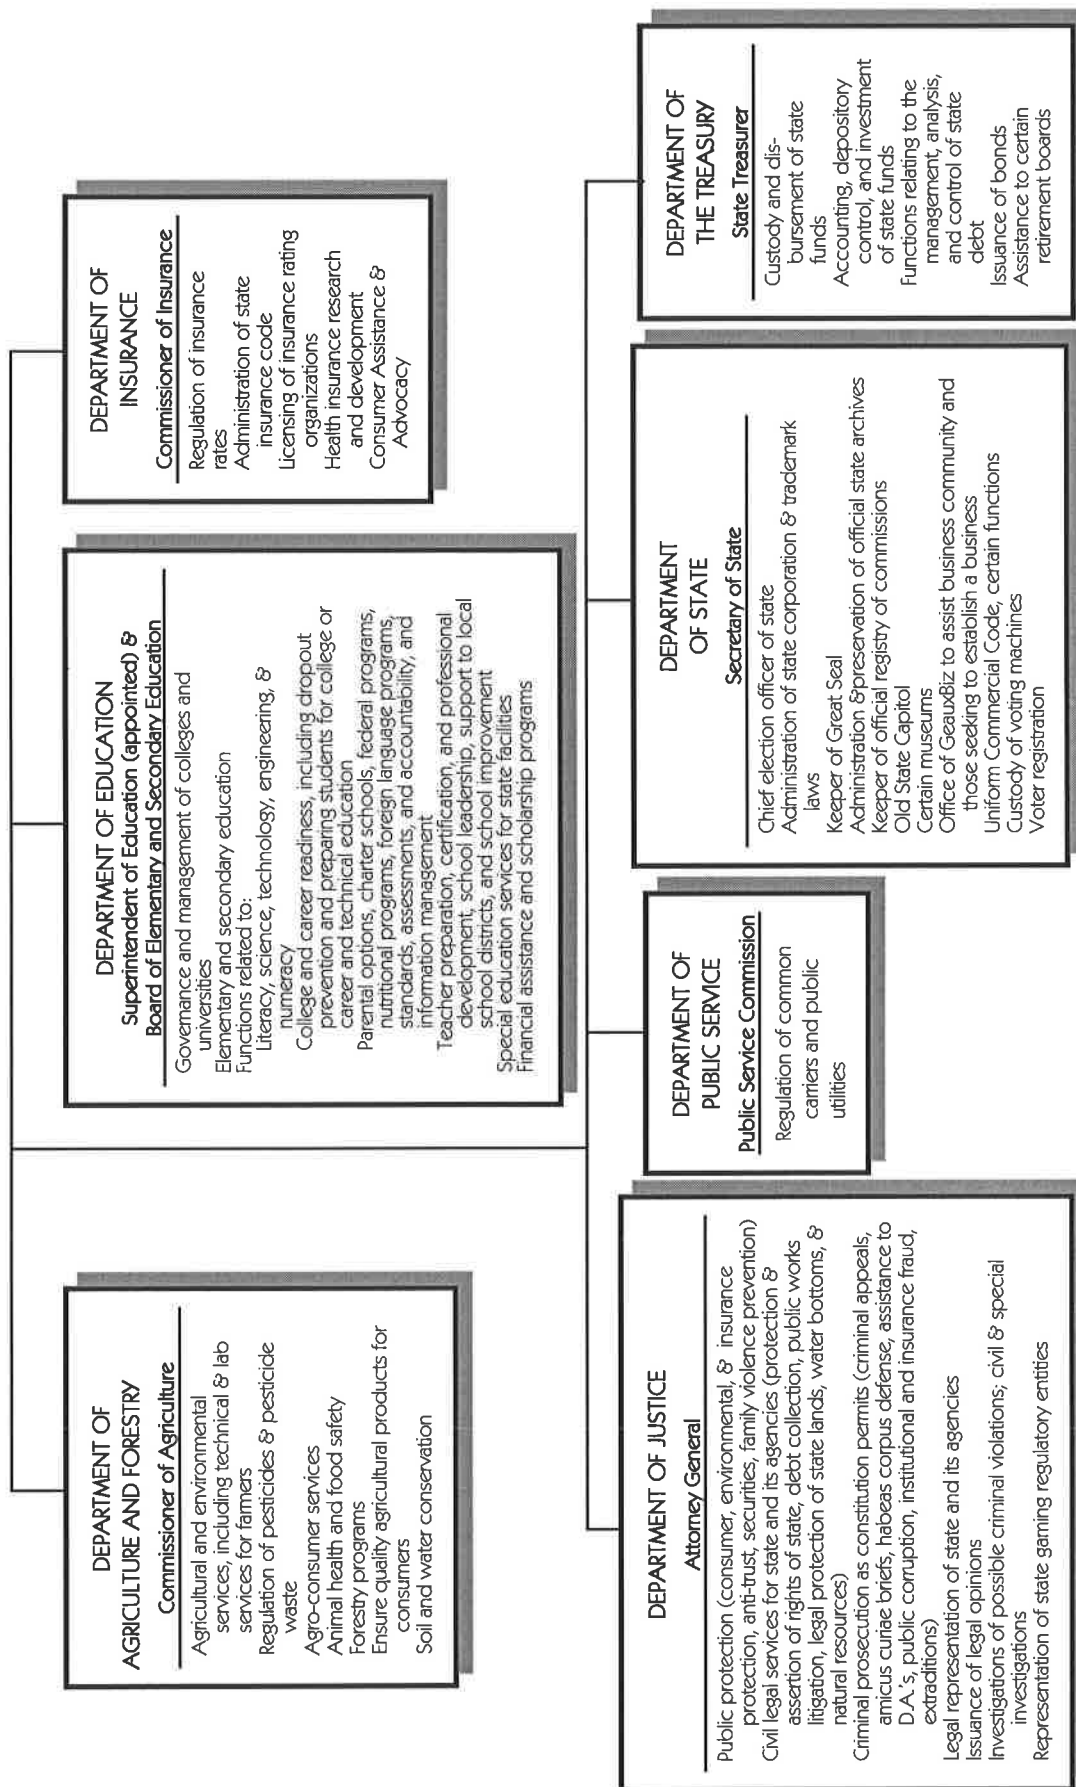 DEPARTMENT OF
AGRICULTURE AND FORESTRY
Commissioner of Agriculture
Agricultural and environmental
services, including technical & lab
services for farmers
Regulation of pesticides & pesticide
waste
Agro-consumer services
Animal health and food safety
Forestry programs
Ensure quality agricultural products for
consumers
Soil and water conservation
DEPARTMENT OF EDUCATION
Superintendent of Education (appointed) &
Board of Elementary and Secondary Education
Governance and management of colleges and
universities
Elementary and secondary education
Functions related to:
Literacy, science, technology, engineering, &
numeracy
College and career readiness, including dropout
prevention and preparing students for college or
career and technical education
Parental options, charter schools, federal programs,
nutritional programs, foreign language programs,
standards, assessments, and accountability, and
information management
Teacher preparation, certification, and professional
development, school leadership, support to local
school districts, and school improvement
Special education services for state facilities
Financial assistance and scholarship programs
DEPARTMENT OF
INSURANCE
Commissioner of Insurance
Regulation of insurance
rates
Administration of state
insurance code
Licensing of insurance rating
organizations
Health insurance research
and development
Consumer Assistance &
Advocacy
DEPARTMENT OF JUSTICE
Attorney General
Public protection (consumer, environmental, & insurance
protection, anti-trust, securities, family violence prevention)
Civil legal services for state and its agencies (protection &
assertion of rights of state, debt collection, public works
litigation, legal protection of state lands, water bottoms, &
natural resources)
Criminal prosecution as constitution permits (criminal appeals,
amicus curiae briefs, habeas corpus defense, assistance to
D.A.'s, public corruption, institutional and insurance fraud,
extraditions)
Legal representation of state and its agencies
Issuance of legal opinions
Investigations of possible criminal violations; civil & special
investigations
Representation of state gaming regulatory entities
DEPARTMENT OF
PUBLIC SERVICE
Public Service Commission
Regulation of common
carriers and public
utilities
DEPARTMENT
OF STATE
Secretary of State
Chief election officer of state
Administration of state corporation & trademark
laws
Keeper of Great Seal
Administration &preservation of official state archives
Keeper of official registry of commissions
Old State Capitol
Certain museums
Office of GeauxBiz to assist business community and
those seeking to establish a business
Uniform Commercial Code, certain functions
Custody of voting machines
Voter registration
DEPARTMENT OF
THE TREASURY
State Treasurer
Custody and dis-
bursement of state
funds
Accounting, depository
control, and investment
of state funds
Functions relating to the
management, analysis,
and control of state
debt
Issuance of bonds
Assistance to certain
retirement boards